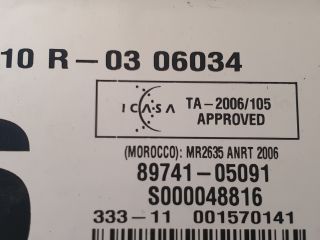 10 R-03 06034
ICASA
TA-2006/105
APPROVED
(MOROCCO): MR2635 ANRT 2006
89741-05091
S000048816
333-11 001570141